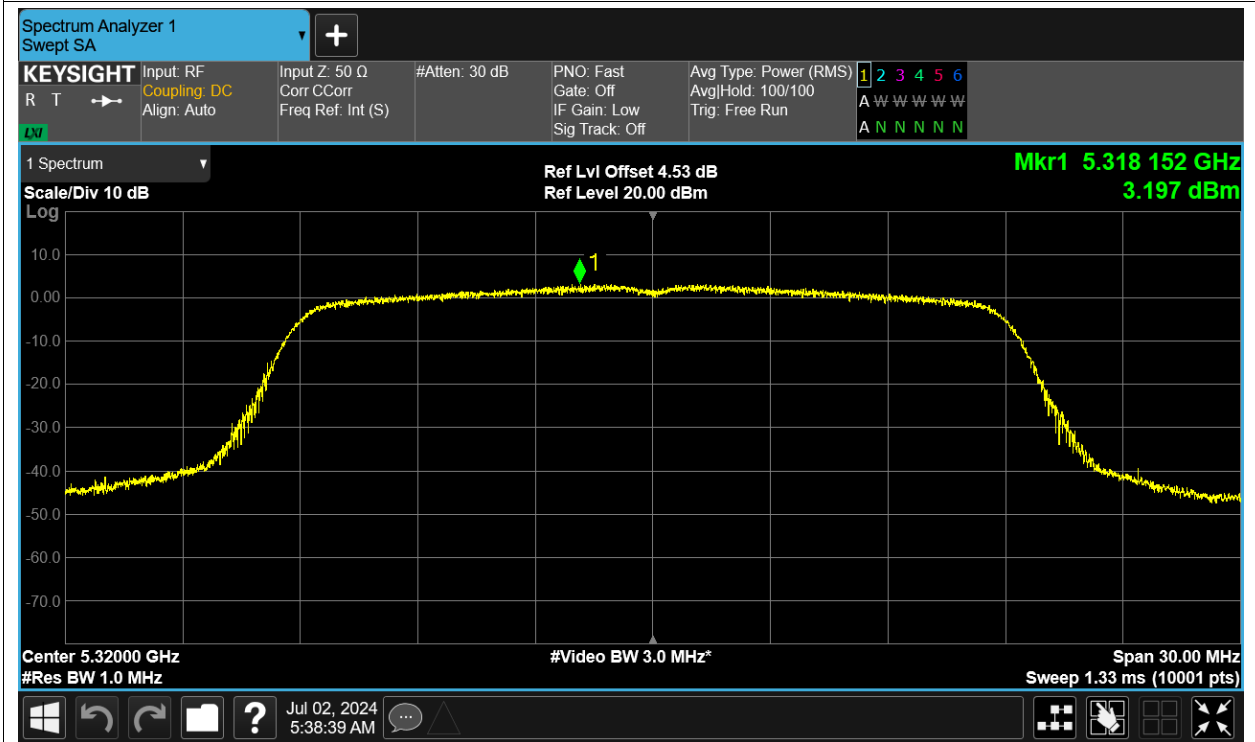 Spectrum Analyzer 1
Swept SA
KEYSIGHT
R T
LXI
Input: RF
Coupling: DC
Align: Auto
Input Z: 50 Ω
Corr CCorr
Freq Ref: Int (S)
#Atten: 30 dB
PNO: Fast
Gate: Off
IF Gain: Low
Sig Track: Off
Avg Type: Power (RMS)
Avg|Hold: 100/100
Trig: Free Run
1 2 3 4 5 6
A W W W W W
A N N N N N
1 Spectrum
Scale/Div 10 dB
Log
Ref Lvl Offset 4.53 dB
Ref Level 20.00 dBm
Mkr1 5.318 152 GHz
3.197 dBm
10.0
1
0.00
-10.0
-20.0
-30.0
-40.0
-50.0
-60.0
-70.0
Center 5.32000 GHz
#Res BW 1.0 MHz
#Video BW 3.0 MHz*
Span 30.00 MHz
Sweep 1.33 ms (10001 pts)
?
Jul 02, 2024
5:38:39 AM